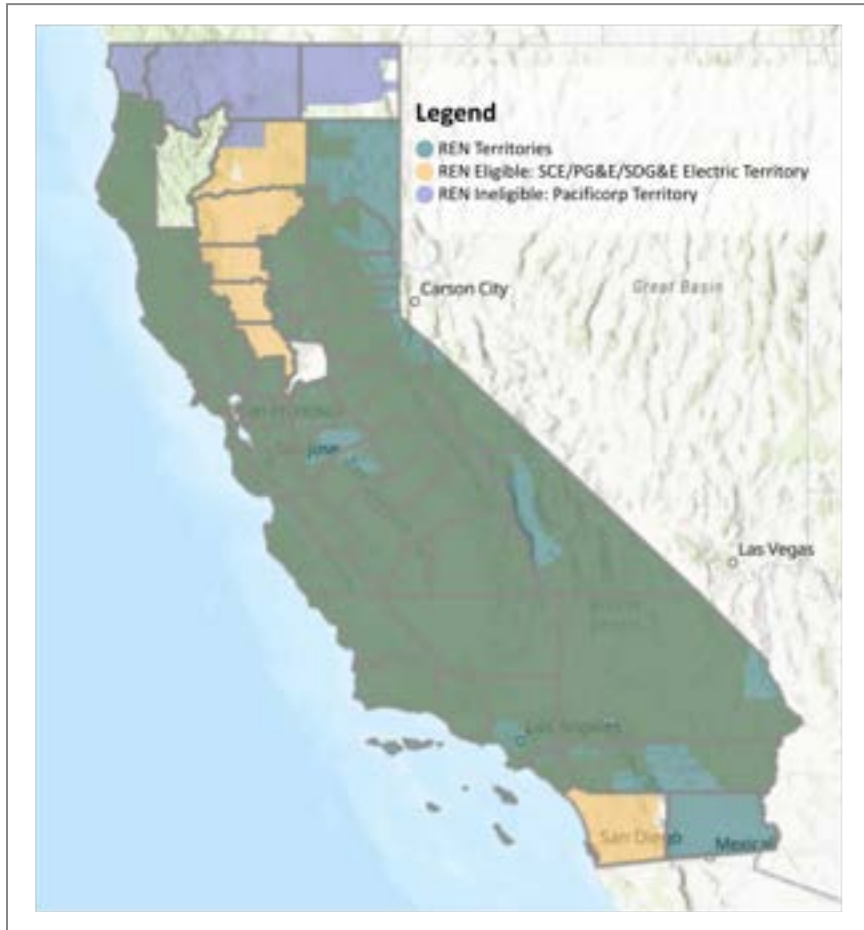 Legend
REN Territories
REN Eligible: SCE/PG&E/SDG&E Electric Territory
REN Ineligible: Pacificorp Territory
Carson City
Great Basin
Jose
Las Vegas
Los Angeles
San Diego
Mexicali